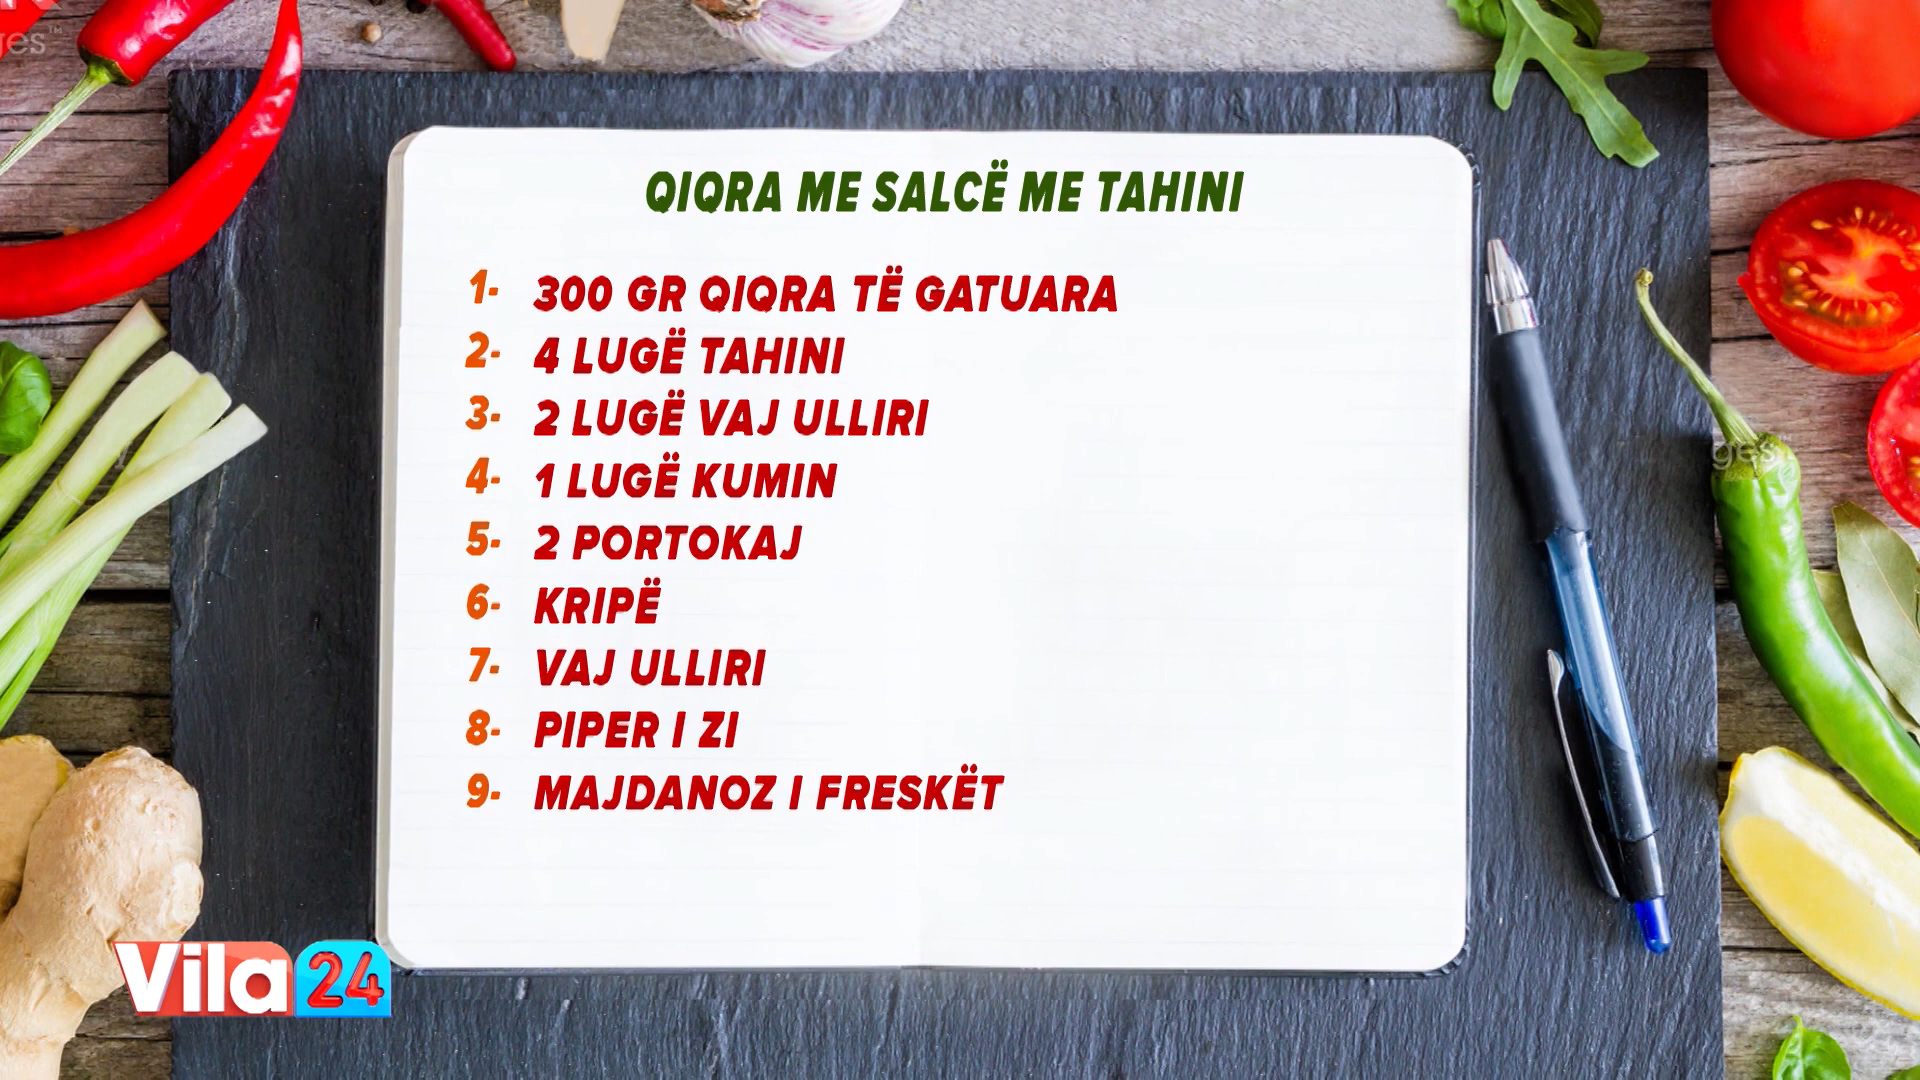 QIQRA ME SALCË ME TAHINI
1- 300 GR QIQRA TË GATUARA
2- 4 LUGË TAHINI
3- 2 LUGË VAJ ULLIRI
4- 1 LUGË KUMIN
5- 2 PORTOKAJ
6- KRIPË
7- VAJ ULLIRI
8- PIPER I ZI
9- MAJDANOZ I FRESKËT
Vila 24